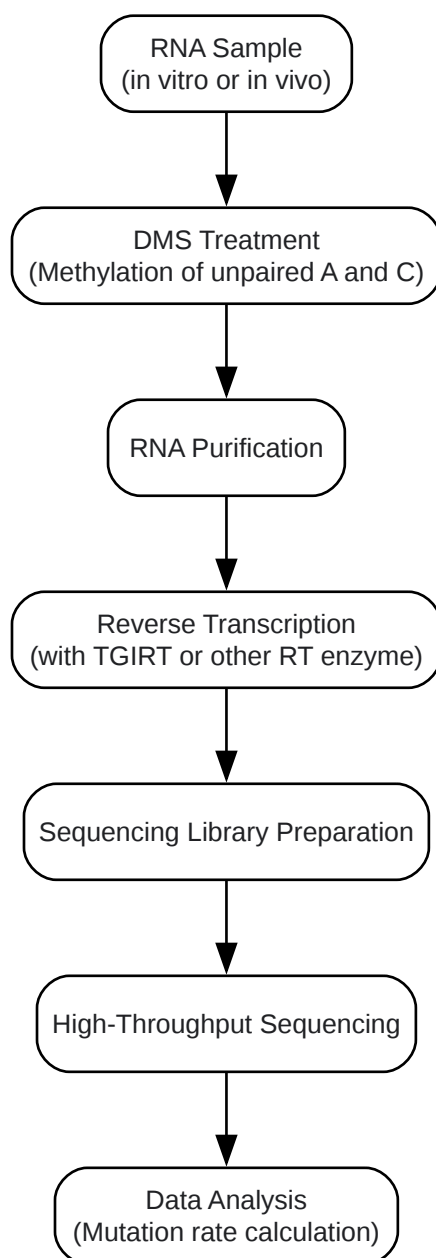 RNA Sample
(in vitro or in vivo)
DMS Treatment
(Methylation of unpaired A and C)
RNA Purification
Reverse Transcription
(with TGIRT or other RT enzyme)
Sequencing Library Preparation
High-Throughput Sequencing
Data Analysis
(Mutation rate calculation)